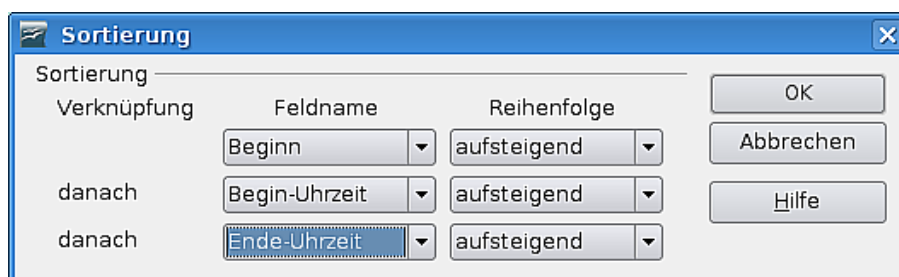 Sortierung
Sortierung
Verknüpfung Feldname Reihenfolge OK
Beginn aufsteigend Abbrechen
danach Begin-Uhrzeit aufsteigend Hilfe
danach Ende-Uhrzeit aufsteigend